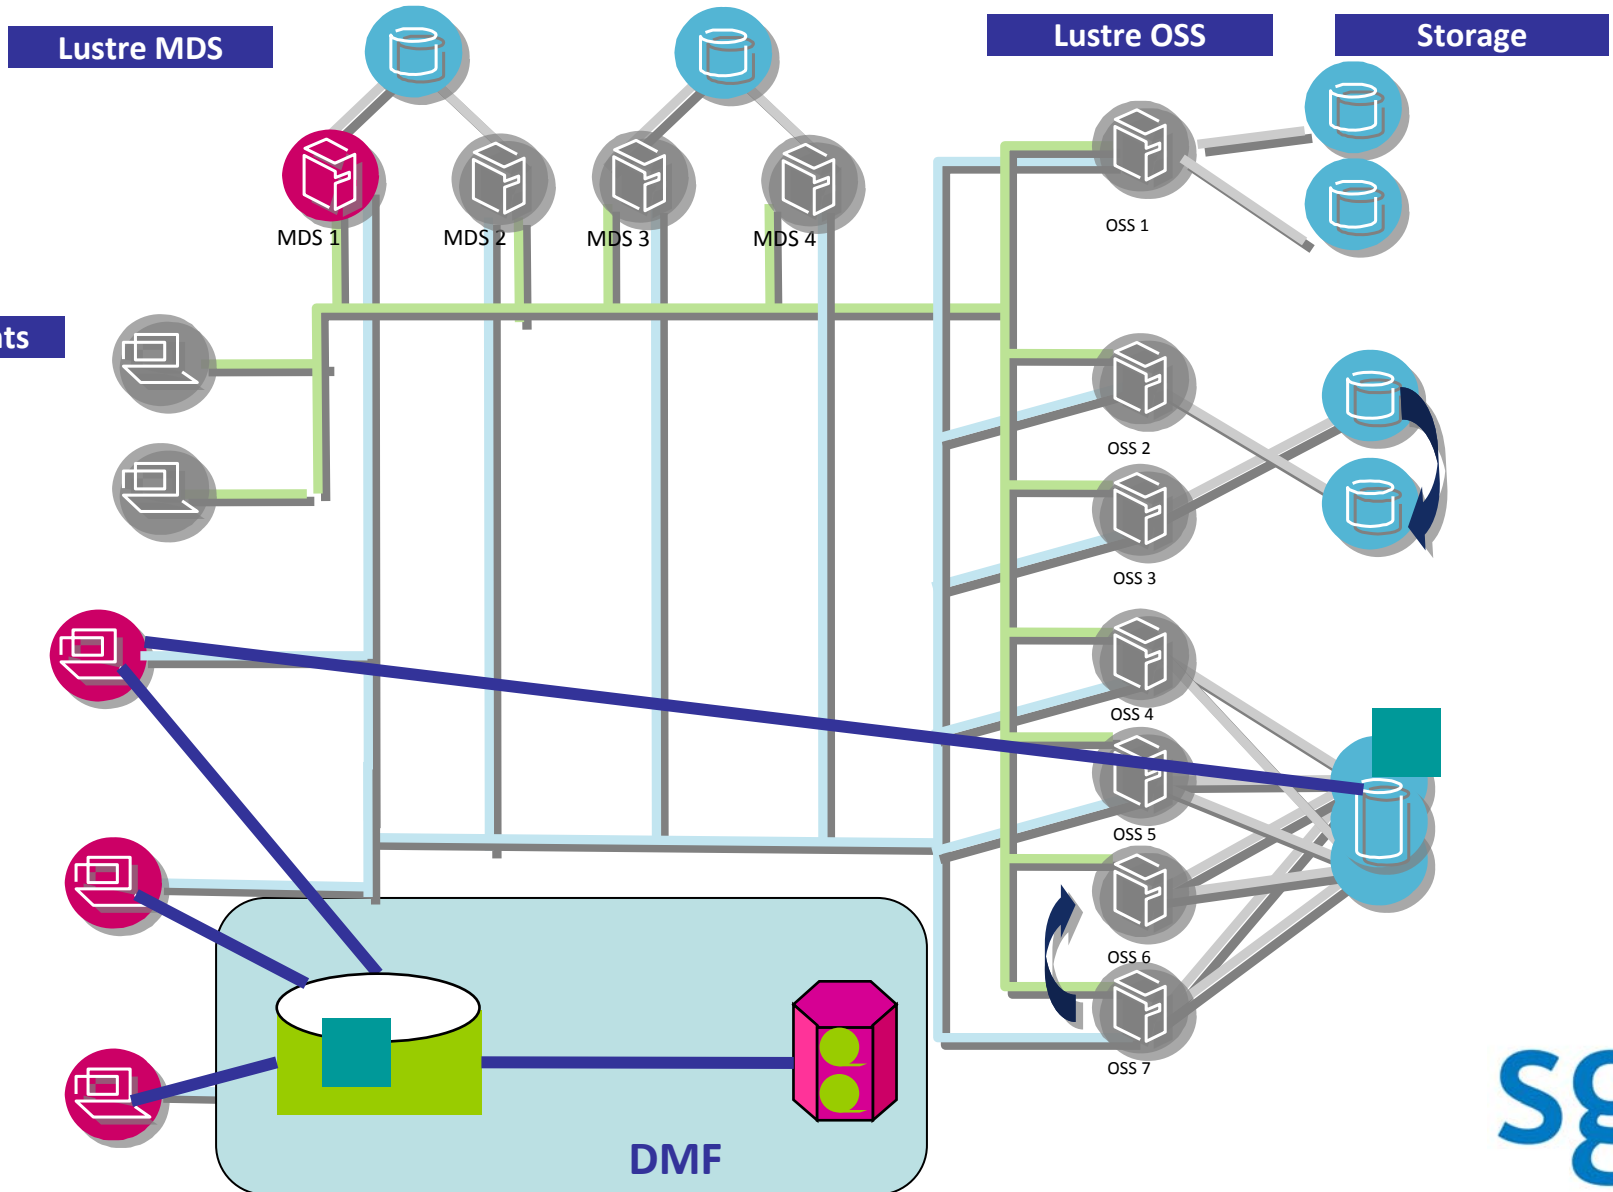 Lustre MDS
Lustre OSS
Storage
MDS 1
MDS 2
MDS 3
MDS 4
OSS 1
OSS 2
OSS 3
OSS 4
OSS 5
OSS 6
OSS 7
DMF